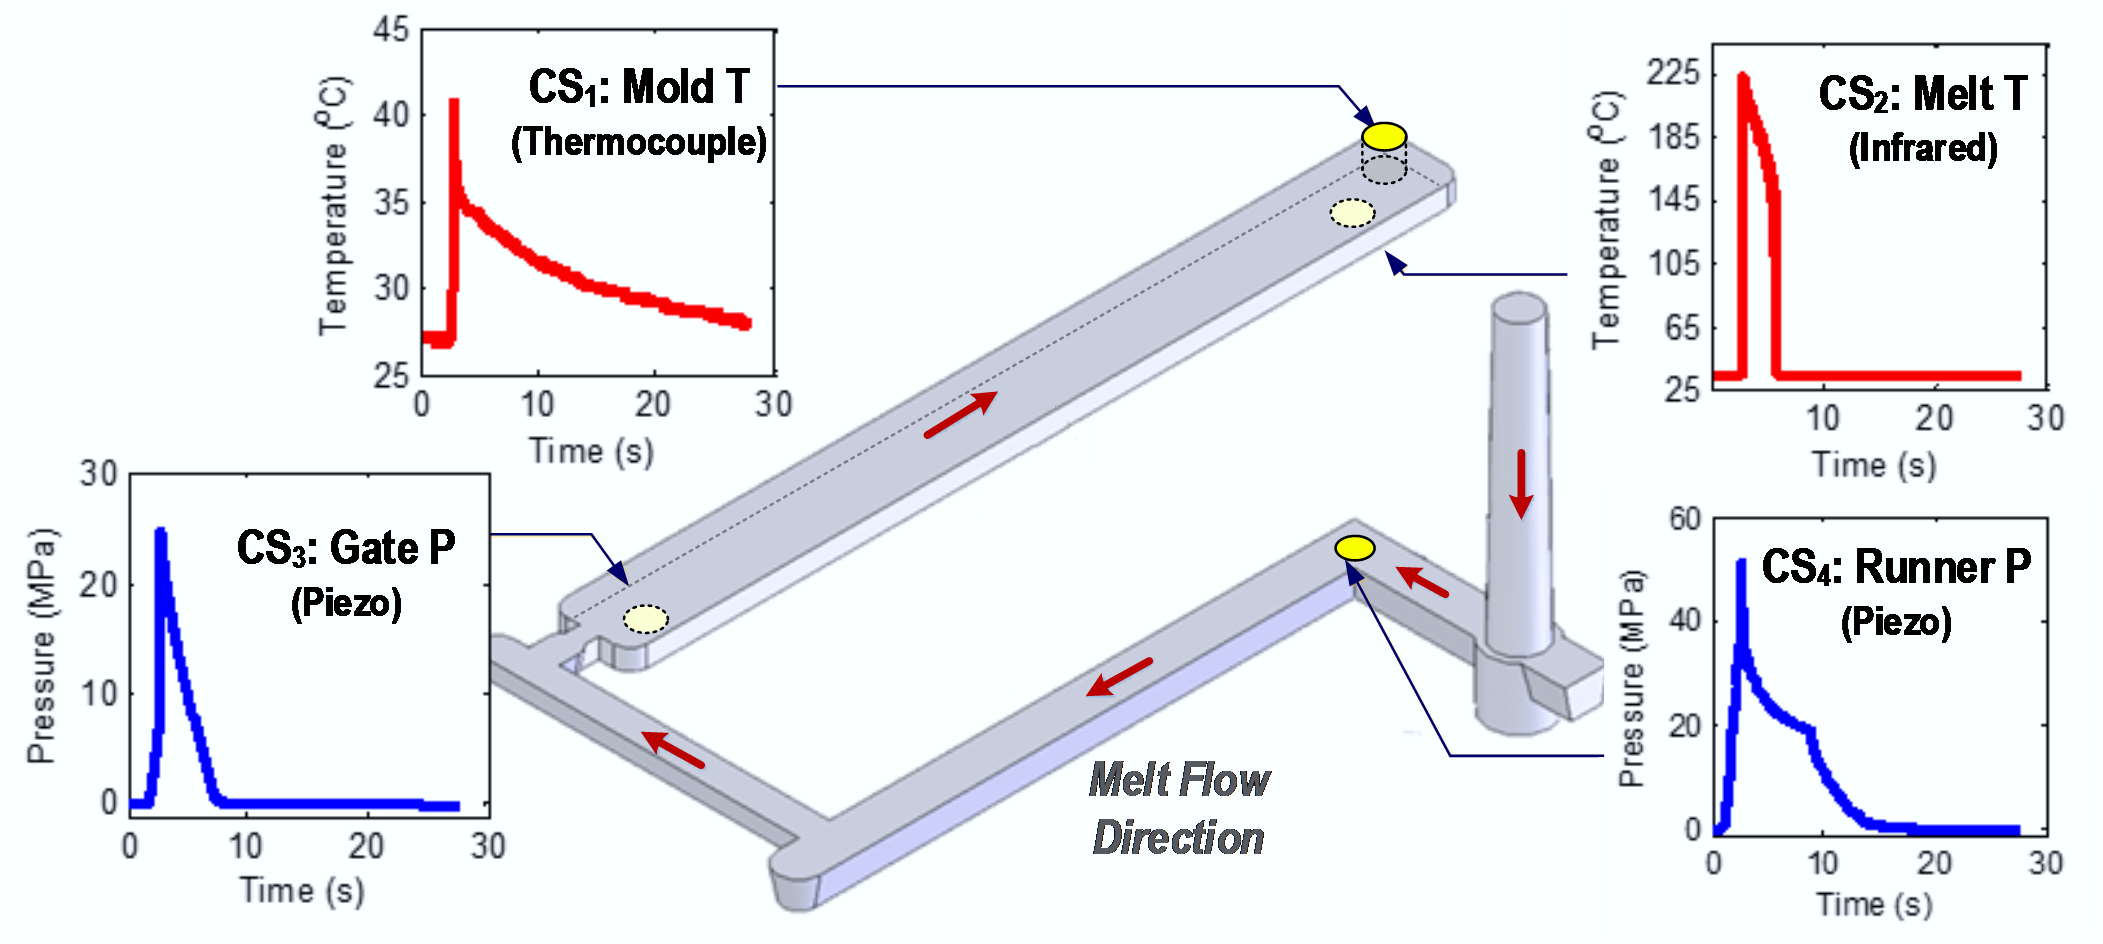 45
40
35
30
25
0
10
20
30
Temperature (⁰C)
Time (s)
CS₁: Mold T
(Thermocouple)
225
185
145
105
65
25
10
20
30
Temperature (⁰C)
Time (s)
CS₂: Melt T
(Infrared)
30
20
10
0
0
10
20
30
Pressure (MPa)
Time (s)
CS₃: Gate P
(Piezo)
60
40
20
0
0
10
20
30
Pressure (MPa)
Time (s)
CS₄: Runner P
(Piezo)
Melt Flow
Direction